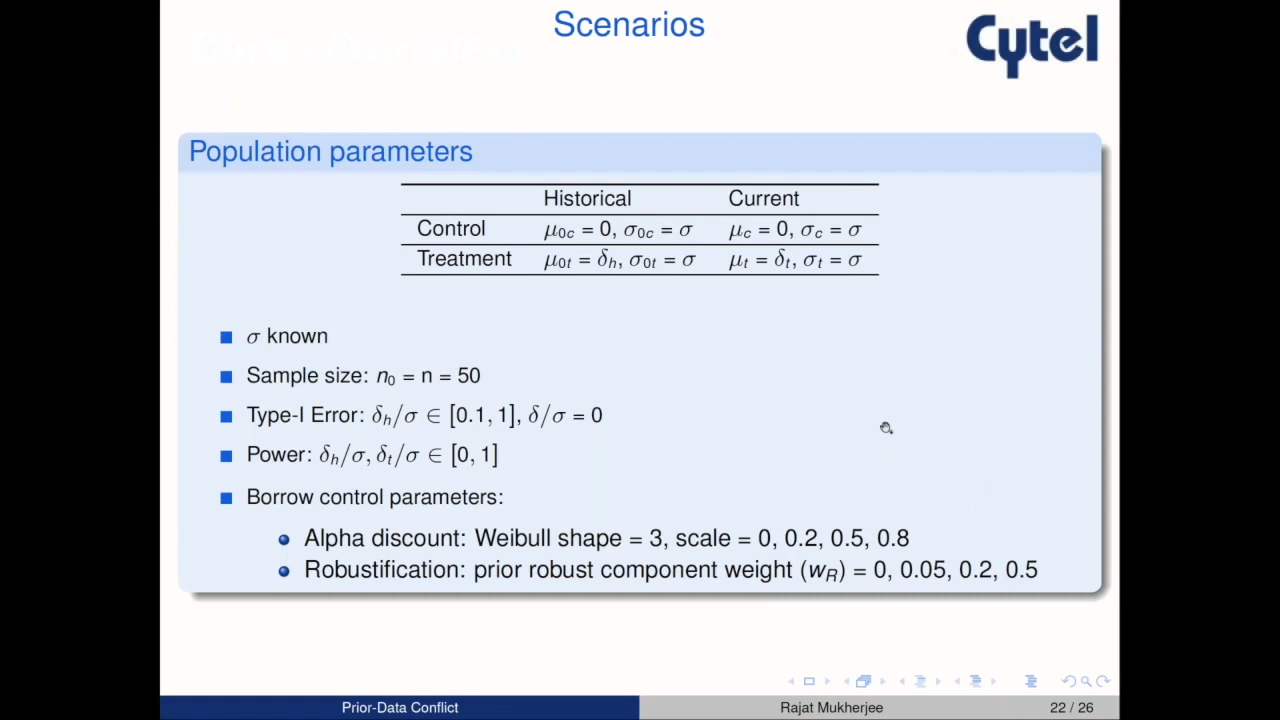 Scenarios
Cytel
Population parameters
Historical Current
Control μ0c = 0, σ0c = σ μc = 0, σc = σ
Treatment μ0t = δh, σ0t = σ μt = δt, σt = σ
σ known
Sample size: n0 = n = 50
Type-I Error: δh/σ ∈ [0.1, 1], δ/σ = 0
Power: δh/σ, δt/σ ∈ [0, 1]
Borrow control parameters:
Alpha discount: Weibull shape = 3, scale = 0, 0.2, 0.5, 0.8
Robustification: prior robust component weight (wR) = 0, 0.05, 0.2, 0.5
Prior-Data Conflict Rajat Mukherjee 22 / 26